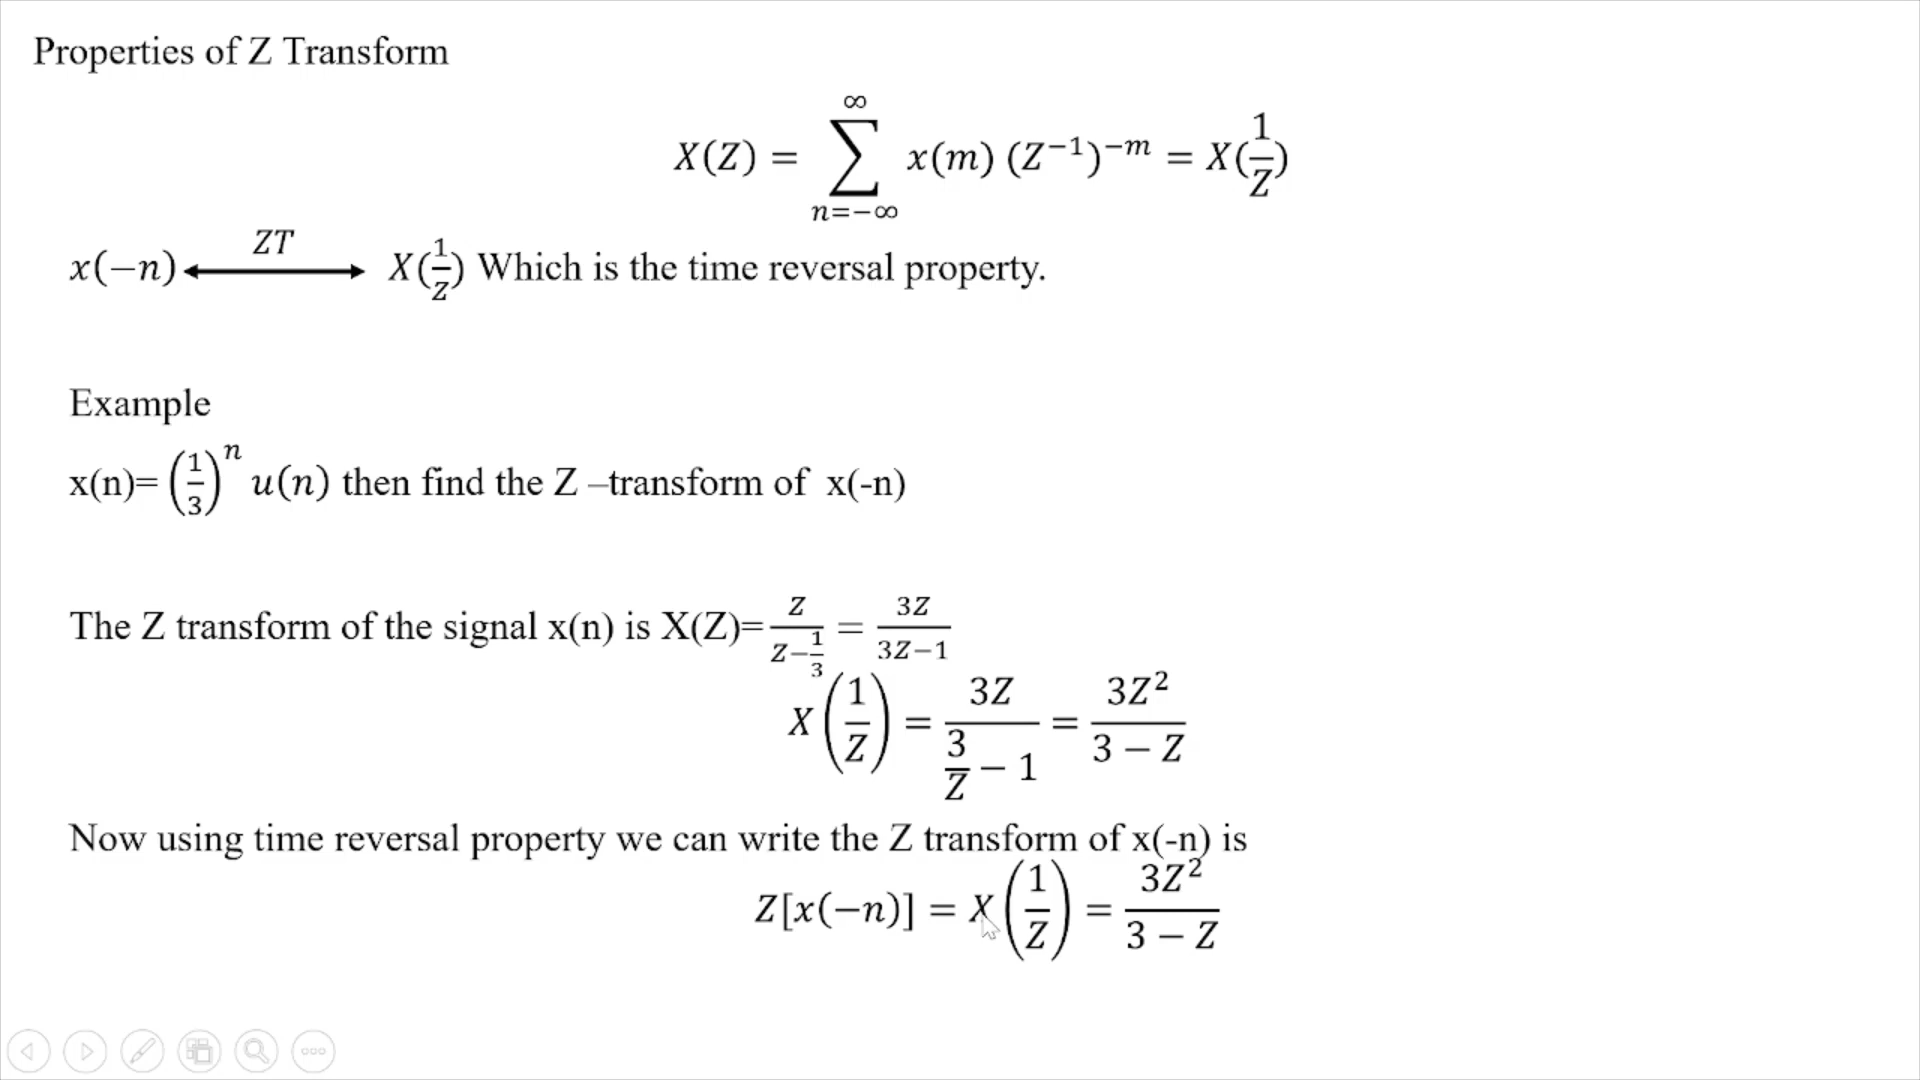 Properties of Z Transform
X(Z) = ∑_{n=−∞}^{∞} x(m) (Z⁻¹)⁻ᵐ = X(1/Z)
x(−n) ⟷ ZT X(1/Z) Which is the time reversal property.
Example
x(n)= (1/3)ⁿ u(n) then find the Z –transform of x(-n)
The Z transform of the signal x(n) is X(Z)= Z/(Z−1/3) = 3Z/(3Z−1)
X(1/Z) = 3Z/(3/Z − 1) = 3Z²/(3 − Z)
Now using time reversal property we can write the Z transform of x(-n) is
Z[x(−n)] = X(1/Z) = 3Z²/(3 − Z)